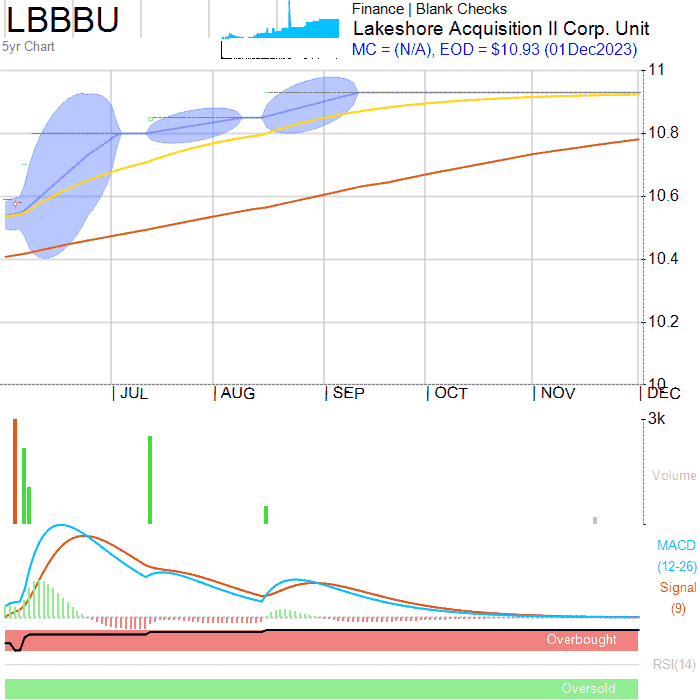 LBBBU
5yr Chart
Finance | Blank Checks
Lakeshore Acquisition II Corp. Unit
MC = (N/A), EOD = $10.93 (01Dec2023)
11
10.8
10.6
10.4
10.2
10
JUL AUG SEP OCT NOV DEC
3k
Volume
MACD
(12-26)
Signal
(9)
Overbought
RSI(14)
Oversold